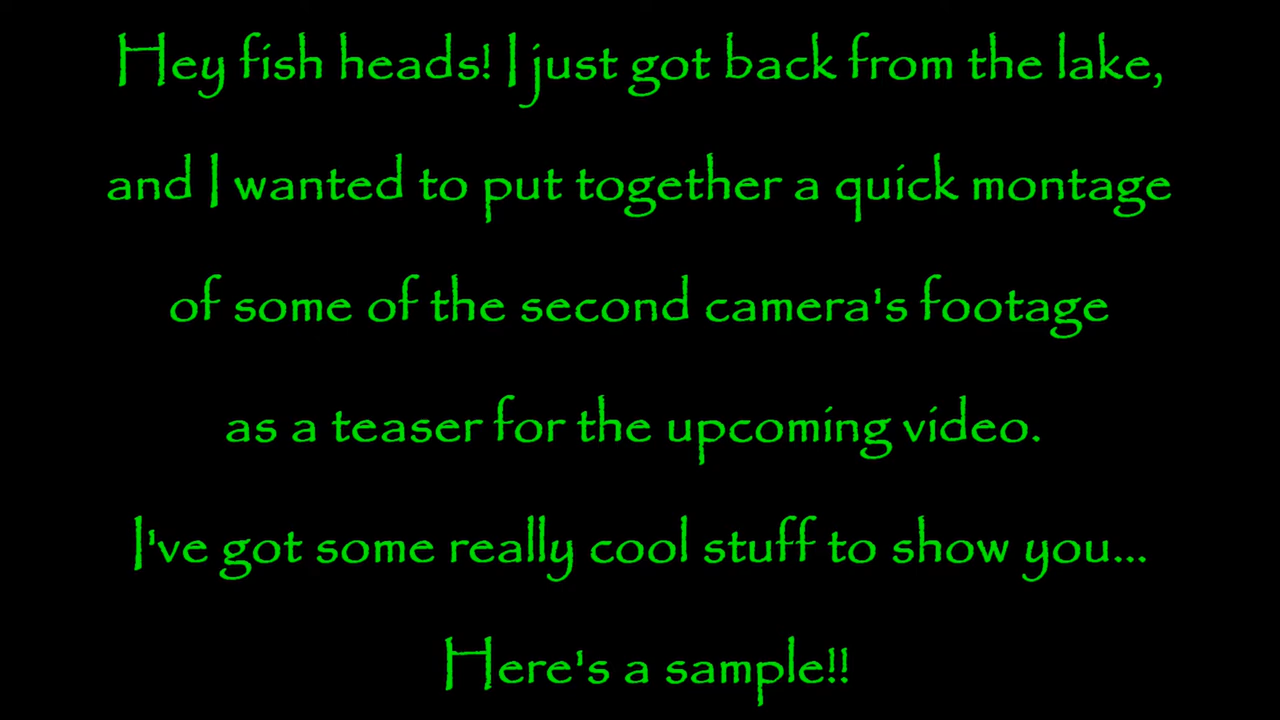 Hey fish heads! I just got back from the lake,
and I wanted to put together a quick montage
of some of the second camera's footage
as a teaser for the upcoming video.
I've got some really cool stuff to show you...
Here's a sample!!